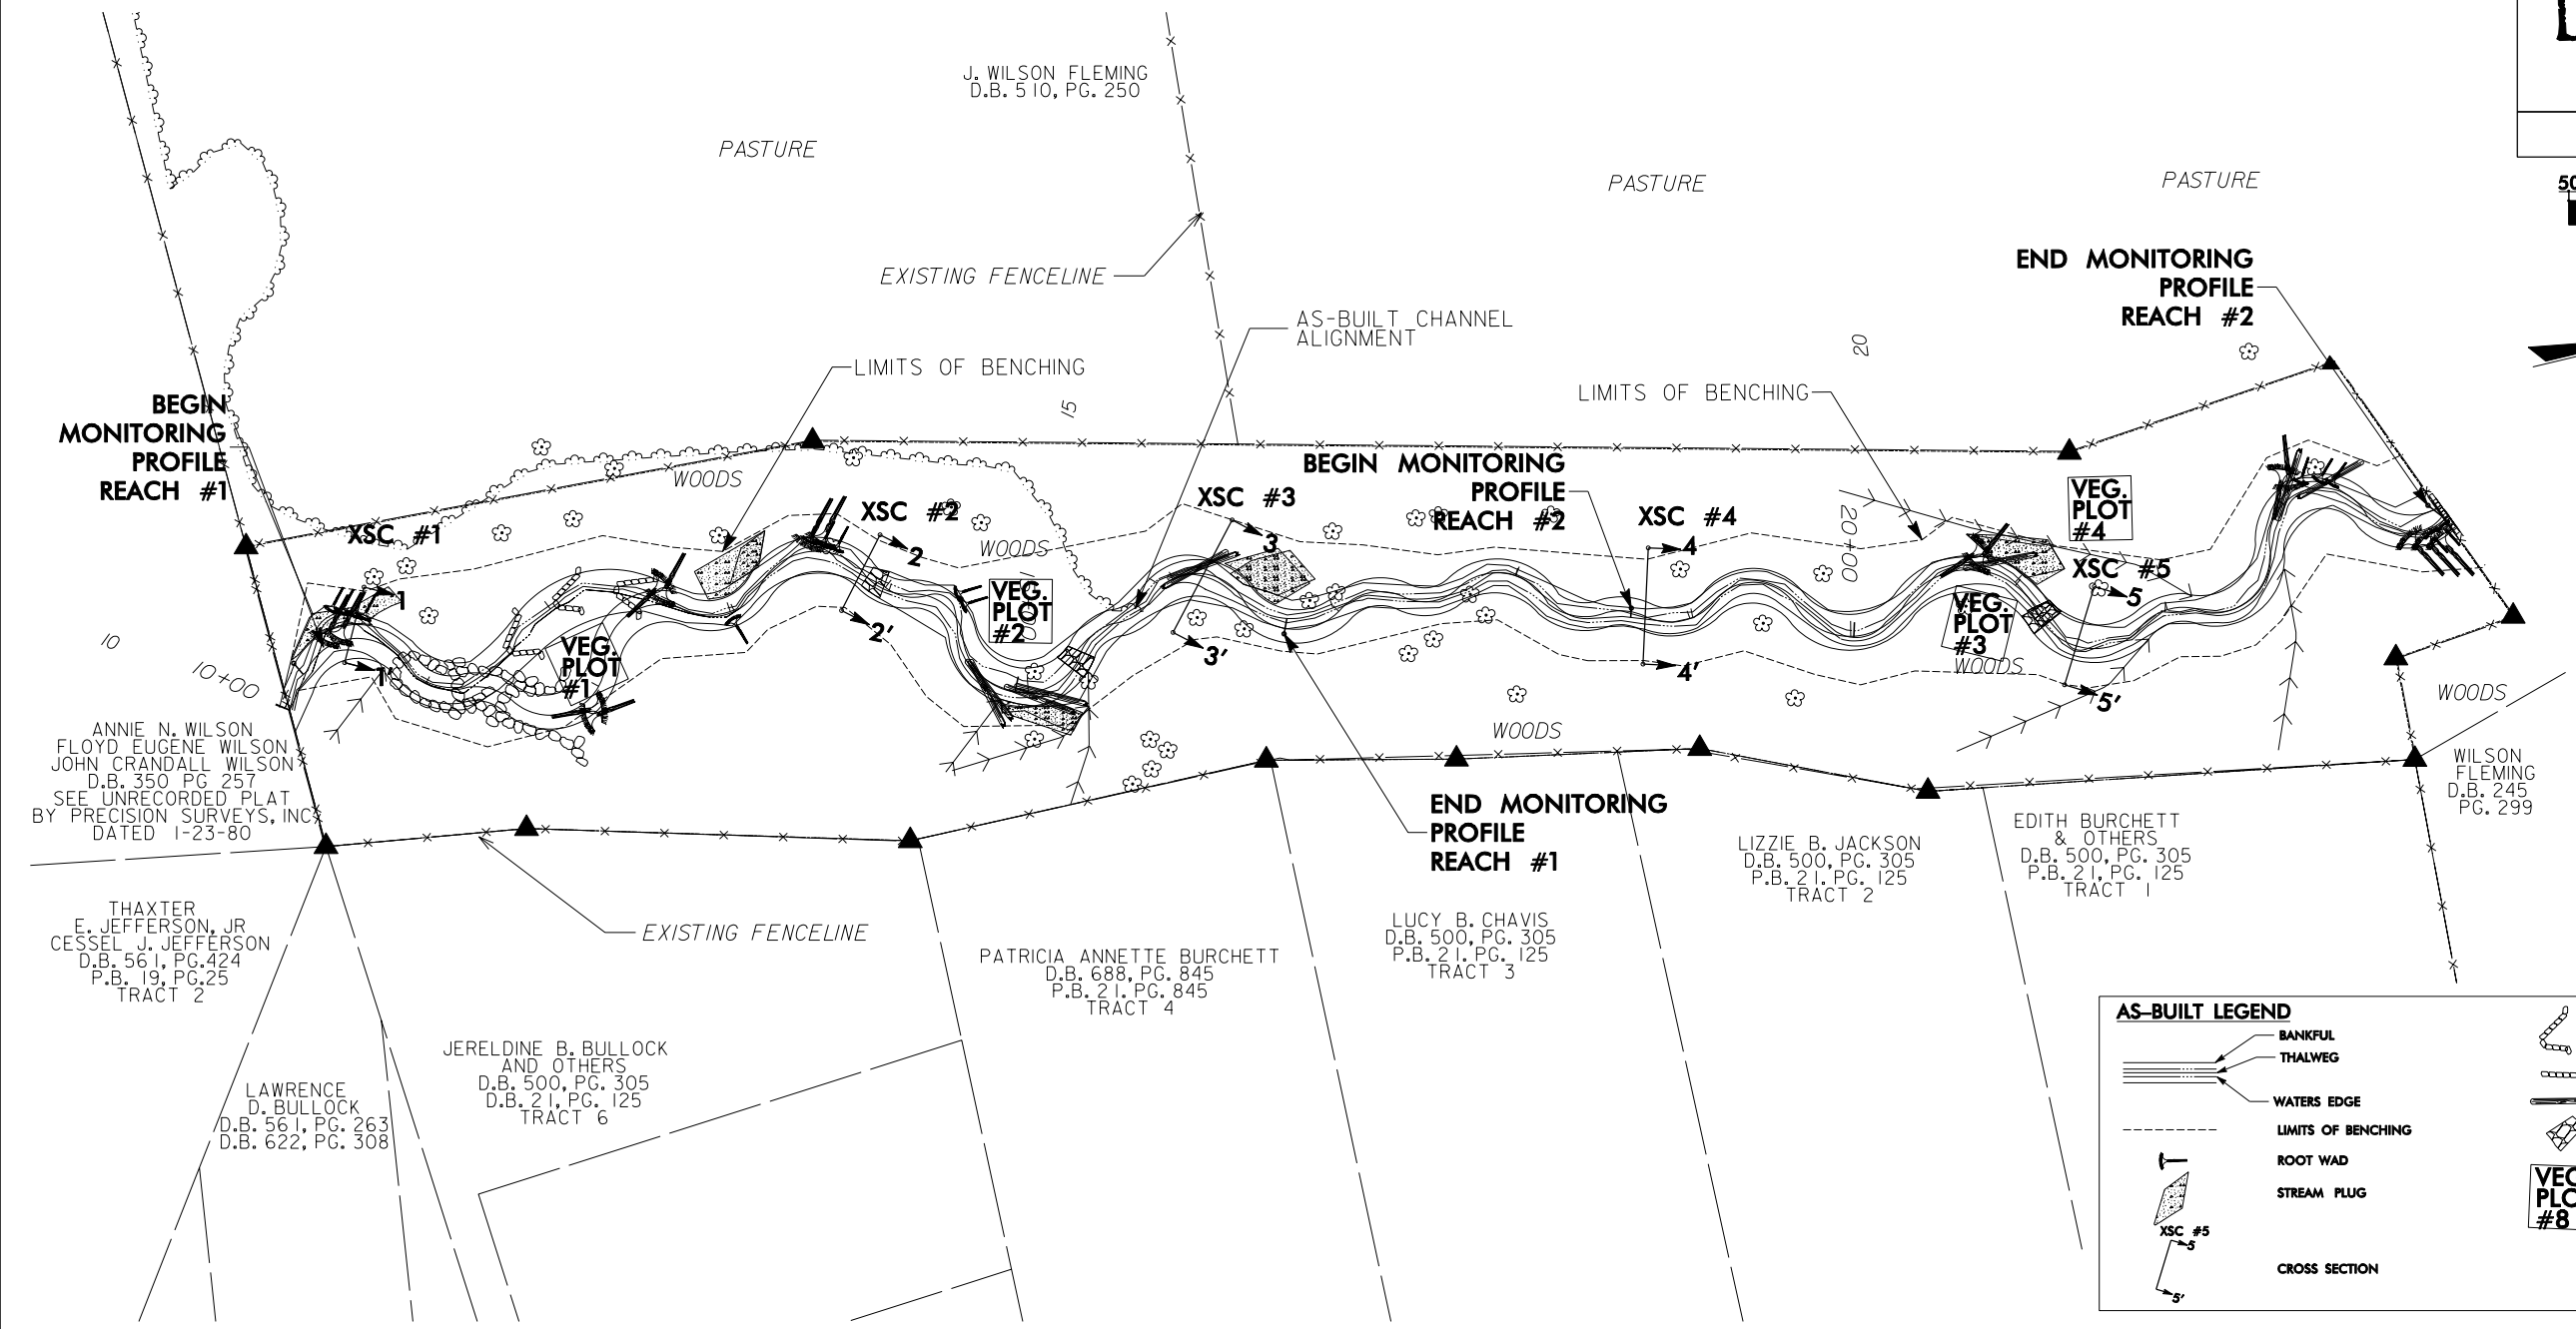 J. WILSON FLEMING
D.B. 510, PG. 250
PASTURE
PASTURE
PASTURE
50
EXISTING FENCELINE
END MONITORING
PROFILE
REACH #2
AS-BUILT CHANNEL
ALIGNMENT
LIMITS OF BENCHING
LIMITS OF BENCHING
15
20
BEGIN
MONITORING
PROFILE
REACH #1
WOODS
BEGIN MONITORING
PROFILE
REACH #2
XSC #1
XSC #2
XSC #3
XSC #4
VEG.
PLOT
#4
XSC #5
WOODS
20+00
1
2
3
4
5
VEG.
PLOT
#2
VEG.
PLOT
#3
WOODS
VEG.
PLOT
#1
1'
2'
3'
4'
5'
10
10+00
WOODS
WOODS
ANNIE N. WILSON
FLOYD EUGENE WILSON
JOHN CRANDALL WILSON
D.B. 350 PG 257
SEE UNRECORDED PLAT
BY PRECISION SURVEYS, INC
DATED 1-23-80
WILSON
FLEMING
D.B. 245
PG. 299
END MONITORING
PROFILE
REACH #1
LIZZIE B. JACKSON
D.B. 500, PG. 305
P.B. 21, PG. 125
TRACT 2
EDITH BURCHETT
& OTHERS
D.B. 500, PG. 305
P.B. 21, PG. 125
TRACT 1
THAXTER
E. JEFFERSON, JR
CESSEL J. JEFFERSON
D.B. 561, PG.424
P.B. 19, PG.25
TRACT 2
EXISTING FENCELINE
PATRICIA ANNETTE BURCHETT
D.B. 688, PG. 845
P.B. 21, PG. 845
TRACT 4
LUCY B. CHAVIS
D.B. 500, PG. 305
P.B. 21, PG. 125
TRACT 3
JERELDINE B. BULLOCK
AND OTHERS
D.B. 500, PG. 305
D.B. 21, PG. 125
TRACT 6
LAWRENCE
D. BULLOCK
D.B. 561, PG. 263
D.B. 622, PG. 308
AS-BUILT LEGEND
BANKFUL
THALWEG
WATERS EDGE
LIMITS OF BENCHING
ROOT WAD
STREAM PLUG
XSC #5
5
5'
CROSS SECTION
VEG
PLO
#8